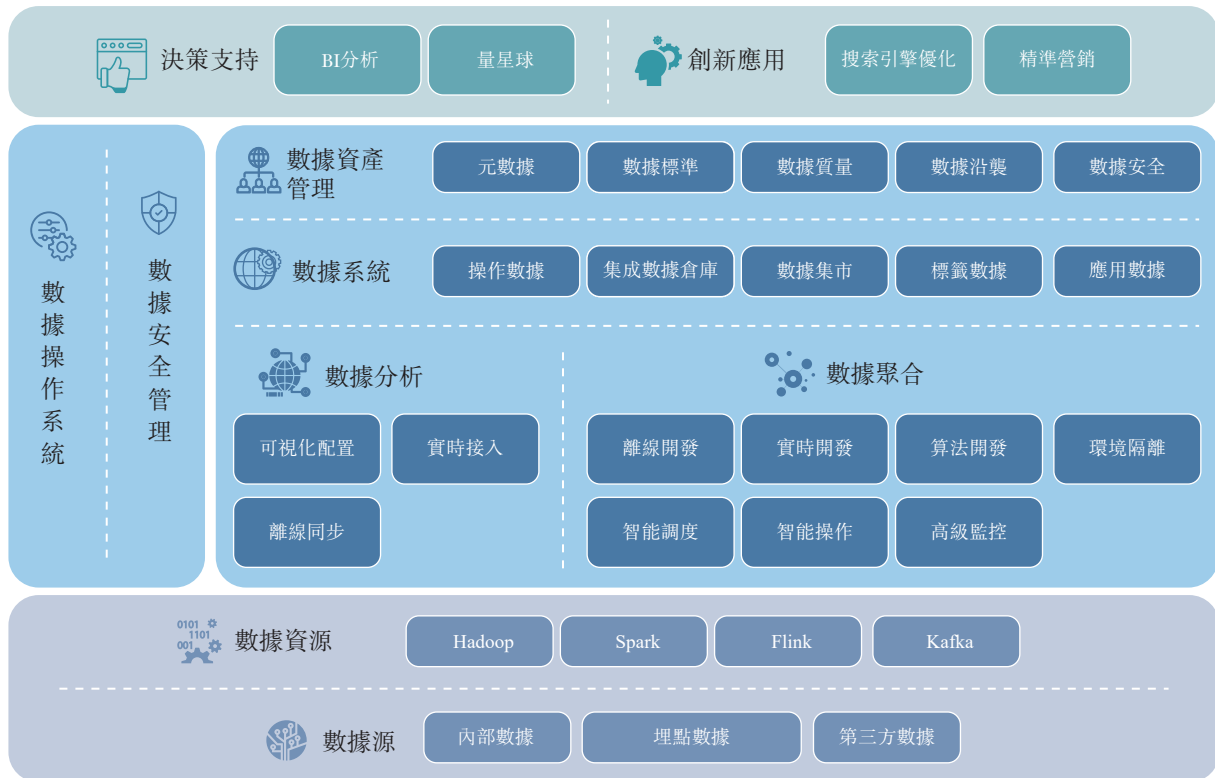 決策支持
BI分析
量星球
創新應用
搜索引擎優化
精準營銷
數據操作系統
數據安全管理
數據資產
管理
元數據
數據標準
數據質量
數據沿襲
數據安全
數據系統
操作數據
集成數據倉庫
數據集市
標籤數據
應用數據
數據分析
可視化配置
實時接入
離線同步
數據聚合
離線開發
實時開發
算法開發
環境隔離
智能調度
智能操作
高級監控
0101
1101
001
數據資源
Hadoop
Spark
Flink
Kafka
數據源
內部數據
埋點數據
第三方數據